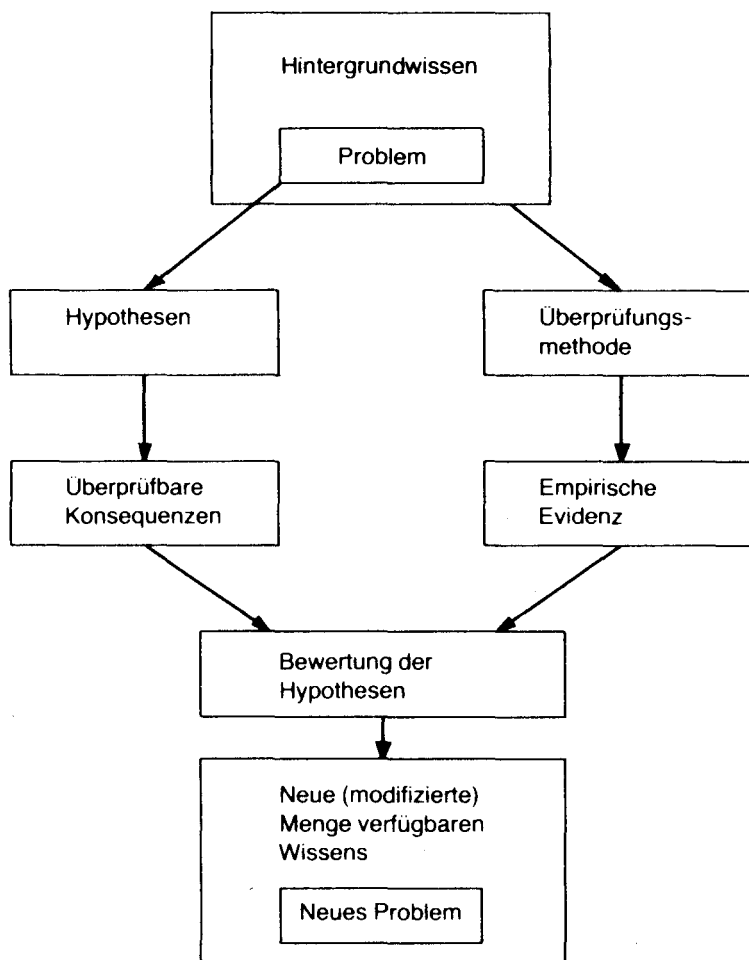 Hintergrundwissen
Problem
Hypothesen
Überprüfungs-
methode
Überprüfbare
Konsequenzen
Empirische
Evidenz
Bewertung der
Hypothesen
Neue (modifizierte)
Menge verfügbaren
Wissens
Neues Problem